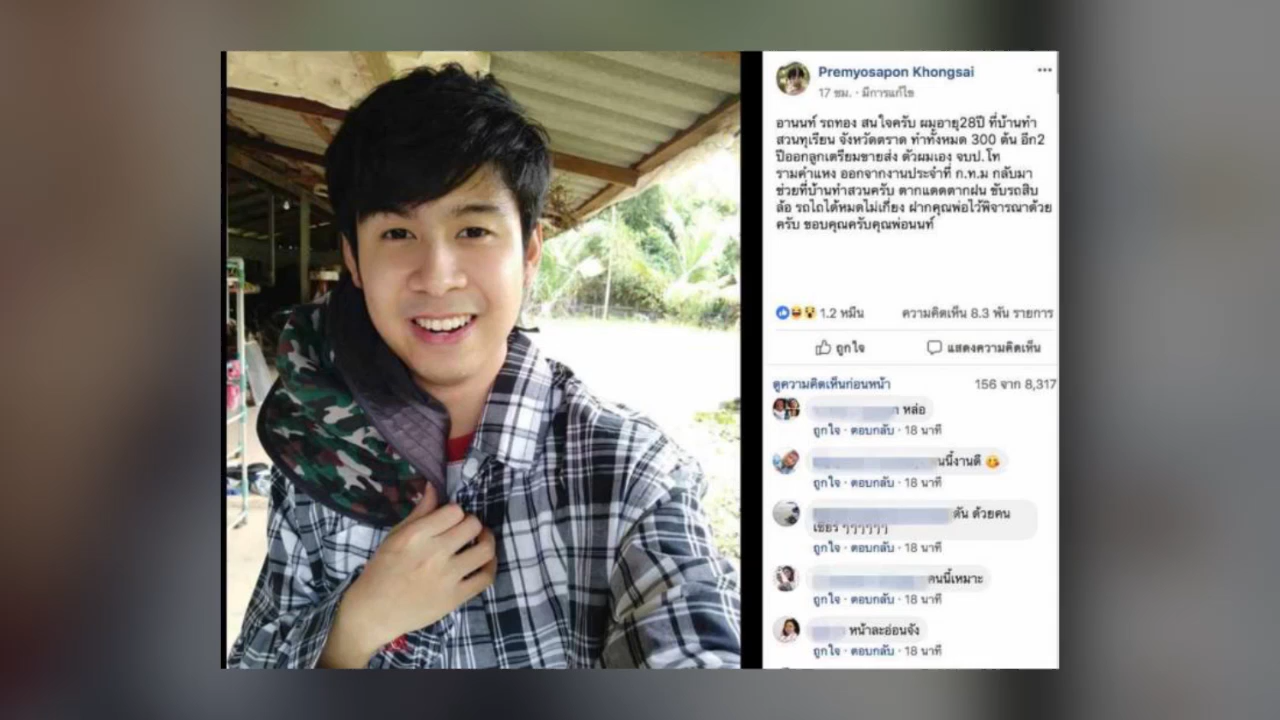 Premyosapon Khongsai
17 ชม. · มีการแก้ไข
อานนท์ รถทอง สนใจครับ ผมอายุ28ปี ที่บ้านทำ
สวนทุเรียน จังหวัดตราด ทำทั้งหมด 300 ต้น อีก2
ปีออกลูกเตรียมขายส่ง ตัวผมเอง จบป.โท
รามคำแหง ออกจากงานประจำที่ ก.ท.ม กลับมา
ช่วยที่บ้านทำสวนครับ ตากแดดตากฝน ขับรถสิบ
ล้อ รถไถได้หมดไม่เกี่ยง ฝากคุณพ่อไว้พิจารณาด้วย
ครับ ขอบคุณครับคุณพ่อนนท์
1.2 หมื่น ความคิดเห็น 8.3 พัน รายการ
ถูกใจ แสดงความคิดเห็น
ดูความคิดเห็นก่อนหน้า 156 จาก 8,317
หล่อ
ถูกใจ · ตอบกลับ · 18 นาที
นนี้งานดี
ถูกใจ · ตอบกลับ · 18 นาที
ดัน ด้วยคน
ๆๆๆๆๆๆ
ถูกใจ · ตอบกลับ · 18 นาที
คนนี้เหมาะ
ถูกใจ · ตอบกลับ · 18 นาที
หน้าละอ่อนจัง
ถูกใจ · ตอบกลับ · 18 นาที